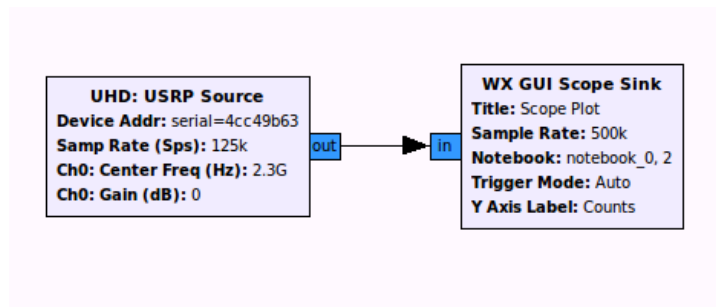 UHD: USRP Source
Device Addr: serial=4cc49b63
Samp Rate (Sps): 125k
Ch0: Center Freq (Hz): 2.3G
Ch0: Gain (dB): 0
out
in
WX GUI Scope Sink
Title: Scope Plot
Sample Rate: 500k
Notebook: notebook_0, 2
Trigger Mode: Auto
Y Axis Label: Counts